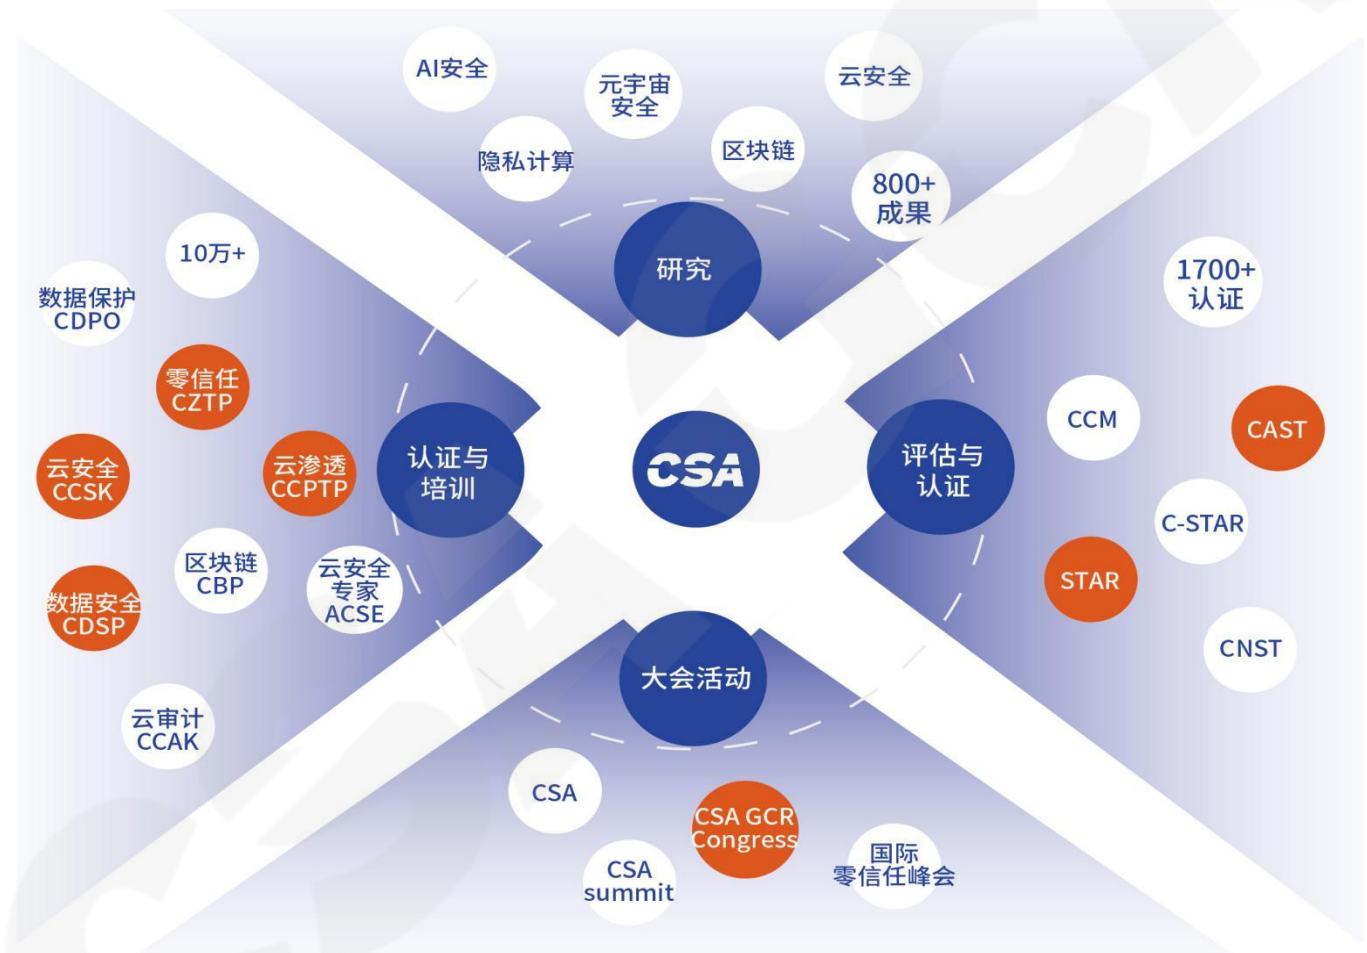 AI安全
元宇宙
安全
云安全
隐私计算
区块链
800+
成果
研究
10万+
数据保护
CDPO
零信任
CZTP
云安全
CCSK
云渗透
CCPTP
认证与
培训
数据安全
CDSP
区块链
CBP
云安全
专家
ACSE
云审计
CCAK
CSA
评估与
认证
1700+
认证
CCM
CAST
C-STAR
STAR
CNST
大会活动
CSA
CSA
summit
CSA GCR
Congress
国际
零信任峰会
CSA GCR